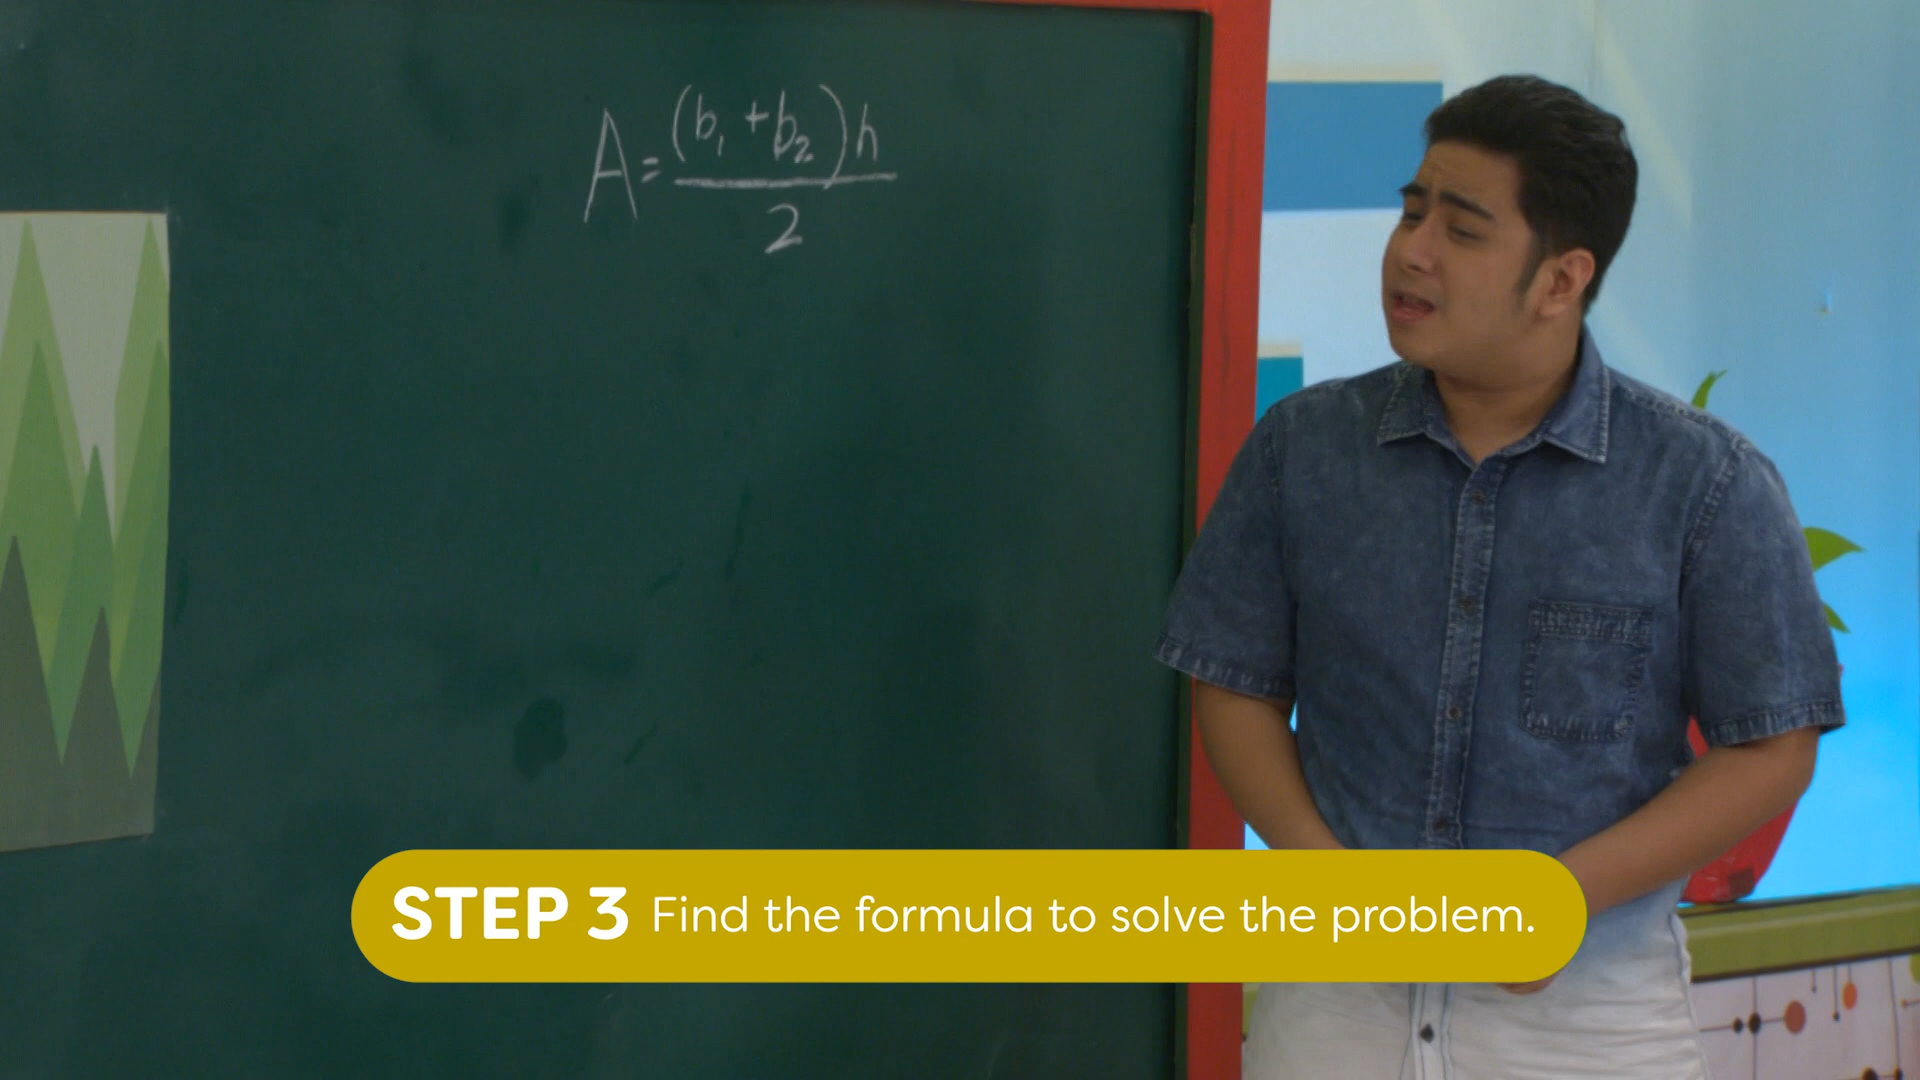 A = (b₁ + b₂)h
2
STEP 3 Find the formula to solve the problem.